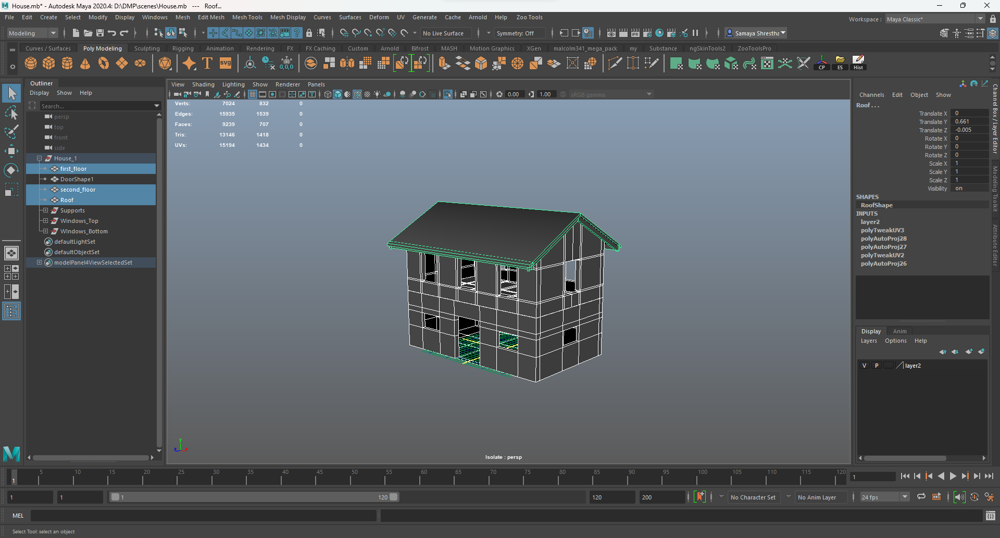 House.mb* - Autodesk Maya 2020.4: D:\DMP\scenes\House.mb --- Roof...
File Edit Create Select Modify Display Windows Mesh Edit Mesh Mesh Tools Mesh Display Curves Surfaces Deform UV Generate Cache Arnold Help Zoo Tools
Workspace : Maya Classic*
Modeling No Live Surface Symmetry: Off IPR Samaya Shrestha
Curves / Surfaces Poly Modeling Sculpting Rigging Animation Rendering FX FX Caching Custom Arnold Bifrost MASH Motion Graphics XGen malcolm341_mega_pack my Substance ngSkinTools2 ZooToolsPro
T SVG 0,0,0 CP ES Hist
Outliner
Display Show Help
Search...
persp
top
front
side
House_1
first_floor
DoorShape1
second_floor
Roof
Supports
Windows_Top
WIndows_Bottom
defaultLightSet
defaultObjectSet
modelPanel4ViewSelectedSet
View Shading Lighting Show Renderer Panels
0.00 1.00 sRGB gamma
Verts: 7024 832 0
Edges: 15935 1539 0
Faces: 9239 707 0
Tris: 13146 1418 0
UVs: 15194 1434 0
y
z x
Isolate : persp
Channels Edit Object Show
Roof . . .
Translate X 0
Translate Y 0.661
Translate Z -0.005
Rotate X 0
Rotate Y 0
Rotate Z 0
Scale X 1
Scale Y 1
Scale Z 1
Visibility on
SHAPES
RoofShape
INPUTS
layer2
polyTweakUV3
polyAutoProj28
polyAutoProj27
polyTweakUV2
polyAutoProj26
Channel Box / Layer Editor
Modeling Toolkit
Attribute Editor
Display Anim
Layers Options Help
V P layer2
1 5 10 15 20 25 30 35 40 45 50 55 60 65 70 75 80 85 90 95 100 105 110 115 120 1
1 1 1 120 120 200 No Character Set No Anim Layer 24 fps
MEL
Select Tool: select an object